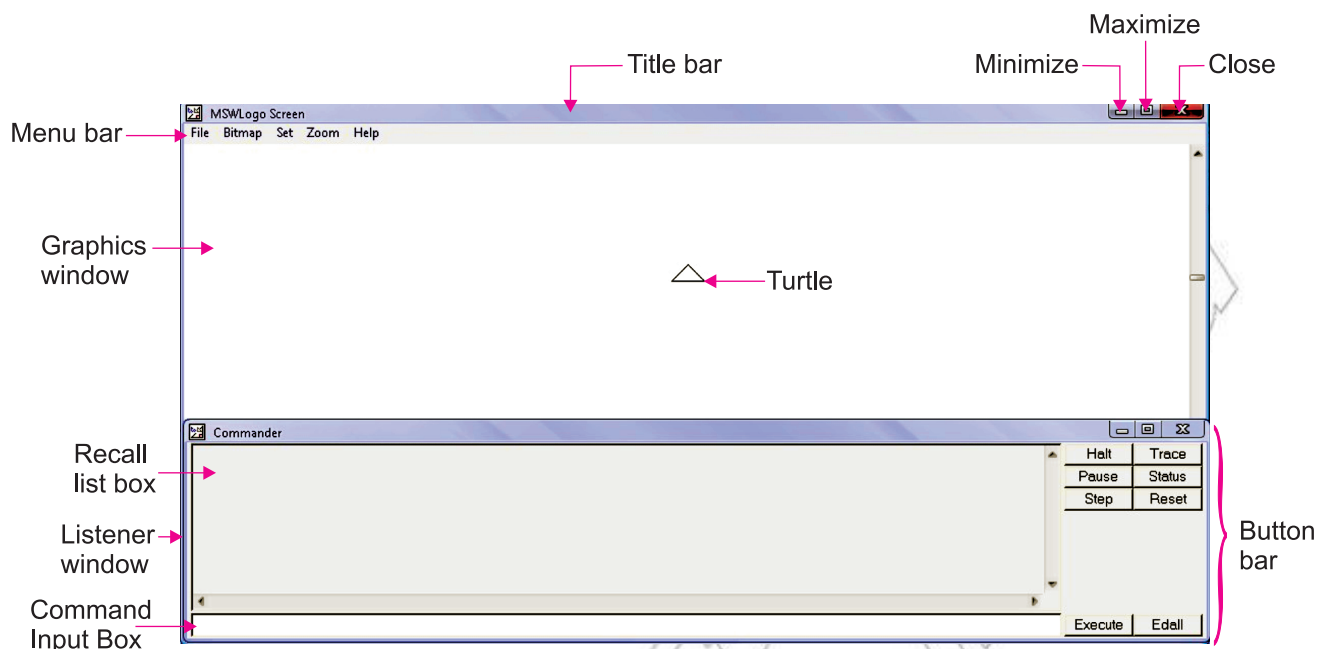 Maximize
Title bar
Minimize
Close
MSWLogo Screen
Menu bar
File Bitmap Set Zoom Help
Graphics
window
Turtle
Commander
Recall
list box
Halt Trace
Pause Status
Step Reset
Listener
window
Button
bar
Command
Input Box
Execute Edall